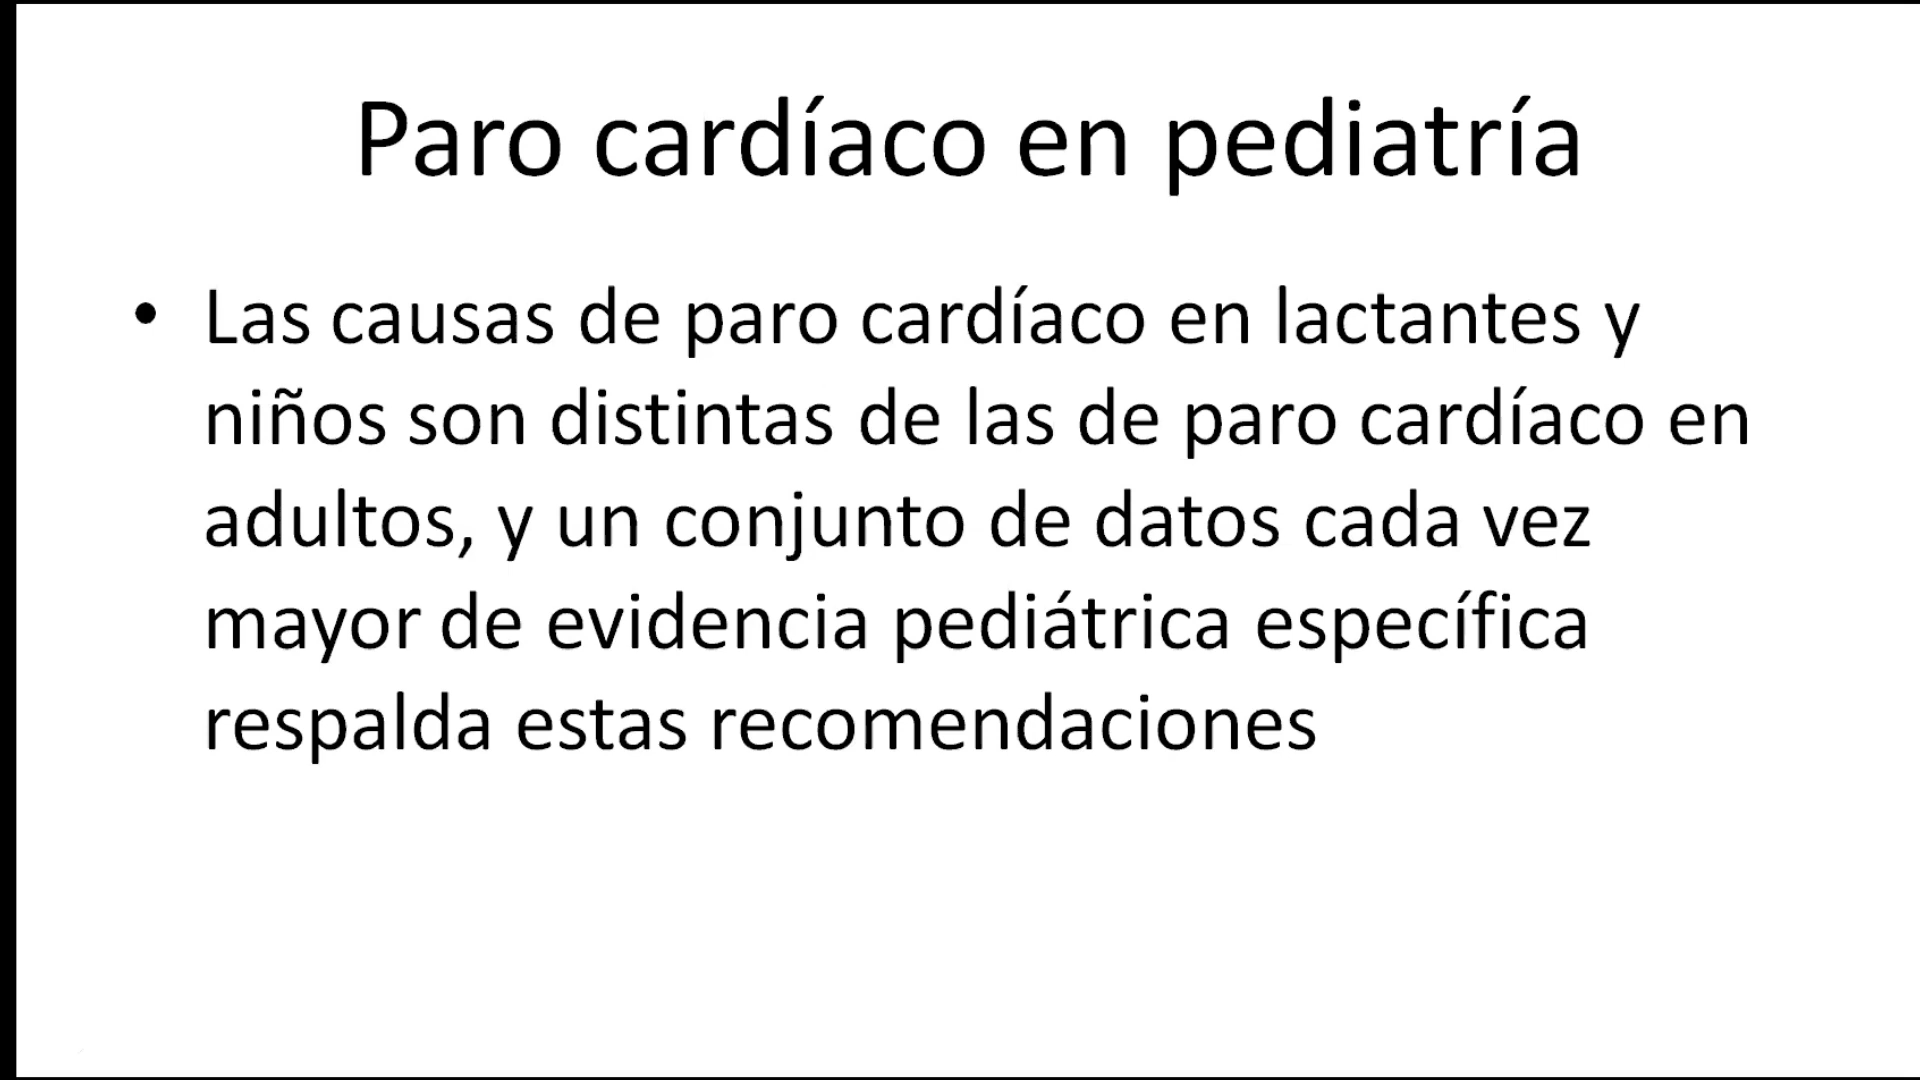 Paro cardíaco en pediatría
• Las causas de paro cardíaco en lactantes y
niños son distintas de las de paro cardíaco en
adultos, y un conjunto de datos cada vez
mayor de evidencia pediátrica específica
respalda estas recomendaciones